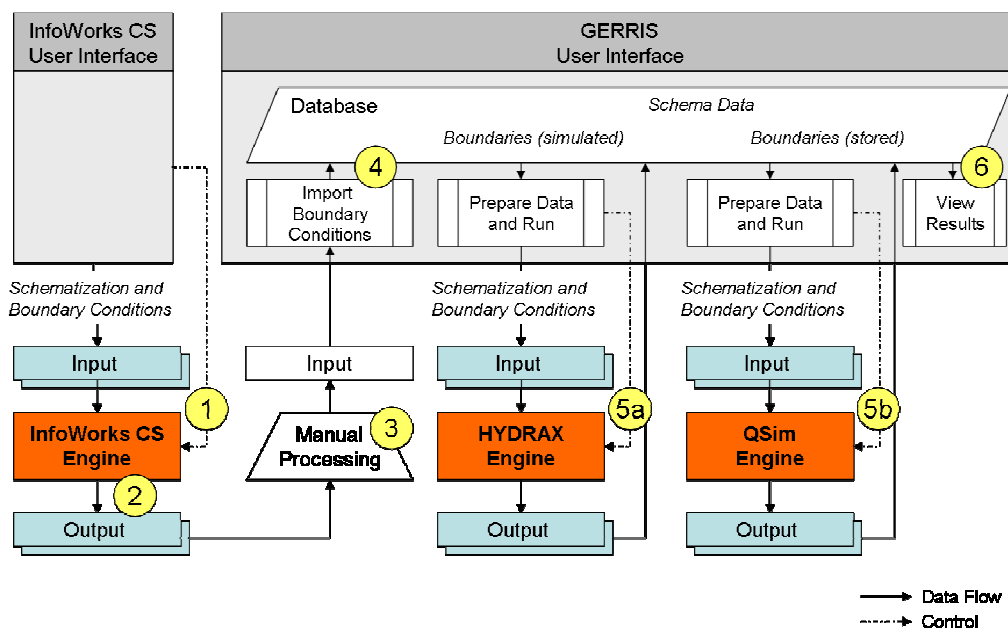 InfoWorks CS
User Interface
GERRIS
User Interface
Database
Schema Data
Boundaries (simulated)
Boundaries (stored)
4
6
Import
Boundary
Conditions
Prepare Data
and Run
Prepare Data
and Run
View
Results
Schematization and
Boundary Conditions
Schematization and
Boundary Conditions
Schematization and
Boundary Conditions
Input
Input
Input
Input
1
5a
5b
InfoWorks CS
Engine
Manual
Processing
3
HYDRAX
Engine
QSim
Engine
2
Output
Output
Output
Data Flow
Control